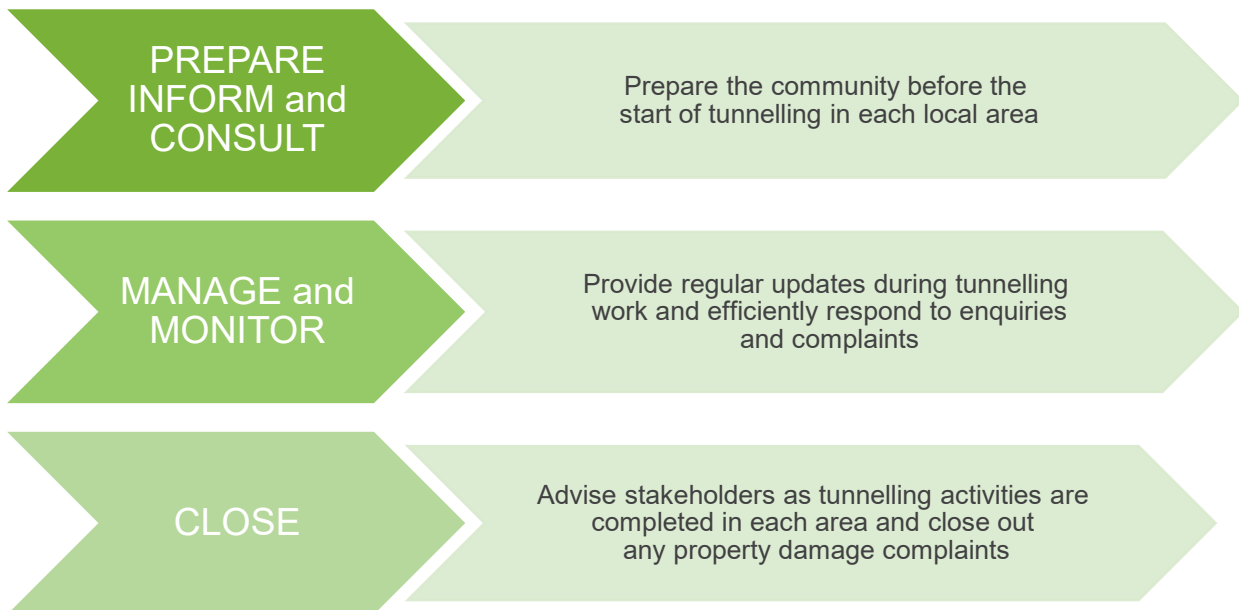 PREPARE
INFORM and
CONSULT
Prepare the community before the
start of tunnelling in each local area
MANAGE and
MONITOR
Provide regular updates during tunnelling
work and efficiently respond to enquiries
and complaints
CLOSE
Advise stakeholders as tunnelling activities are
completed in each area and close out
any property damage complaints